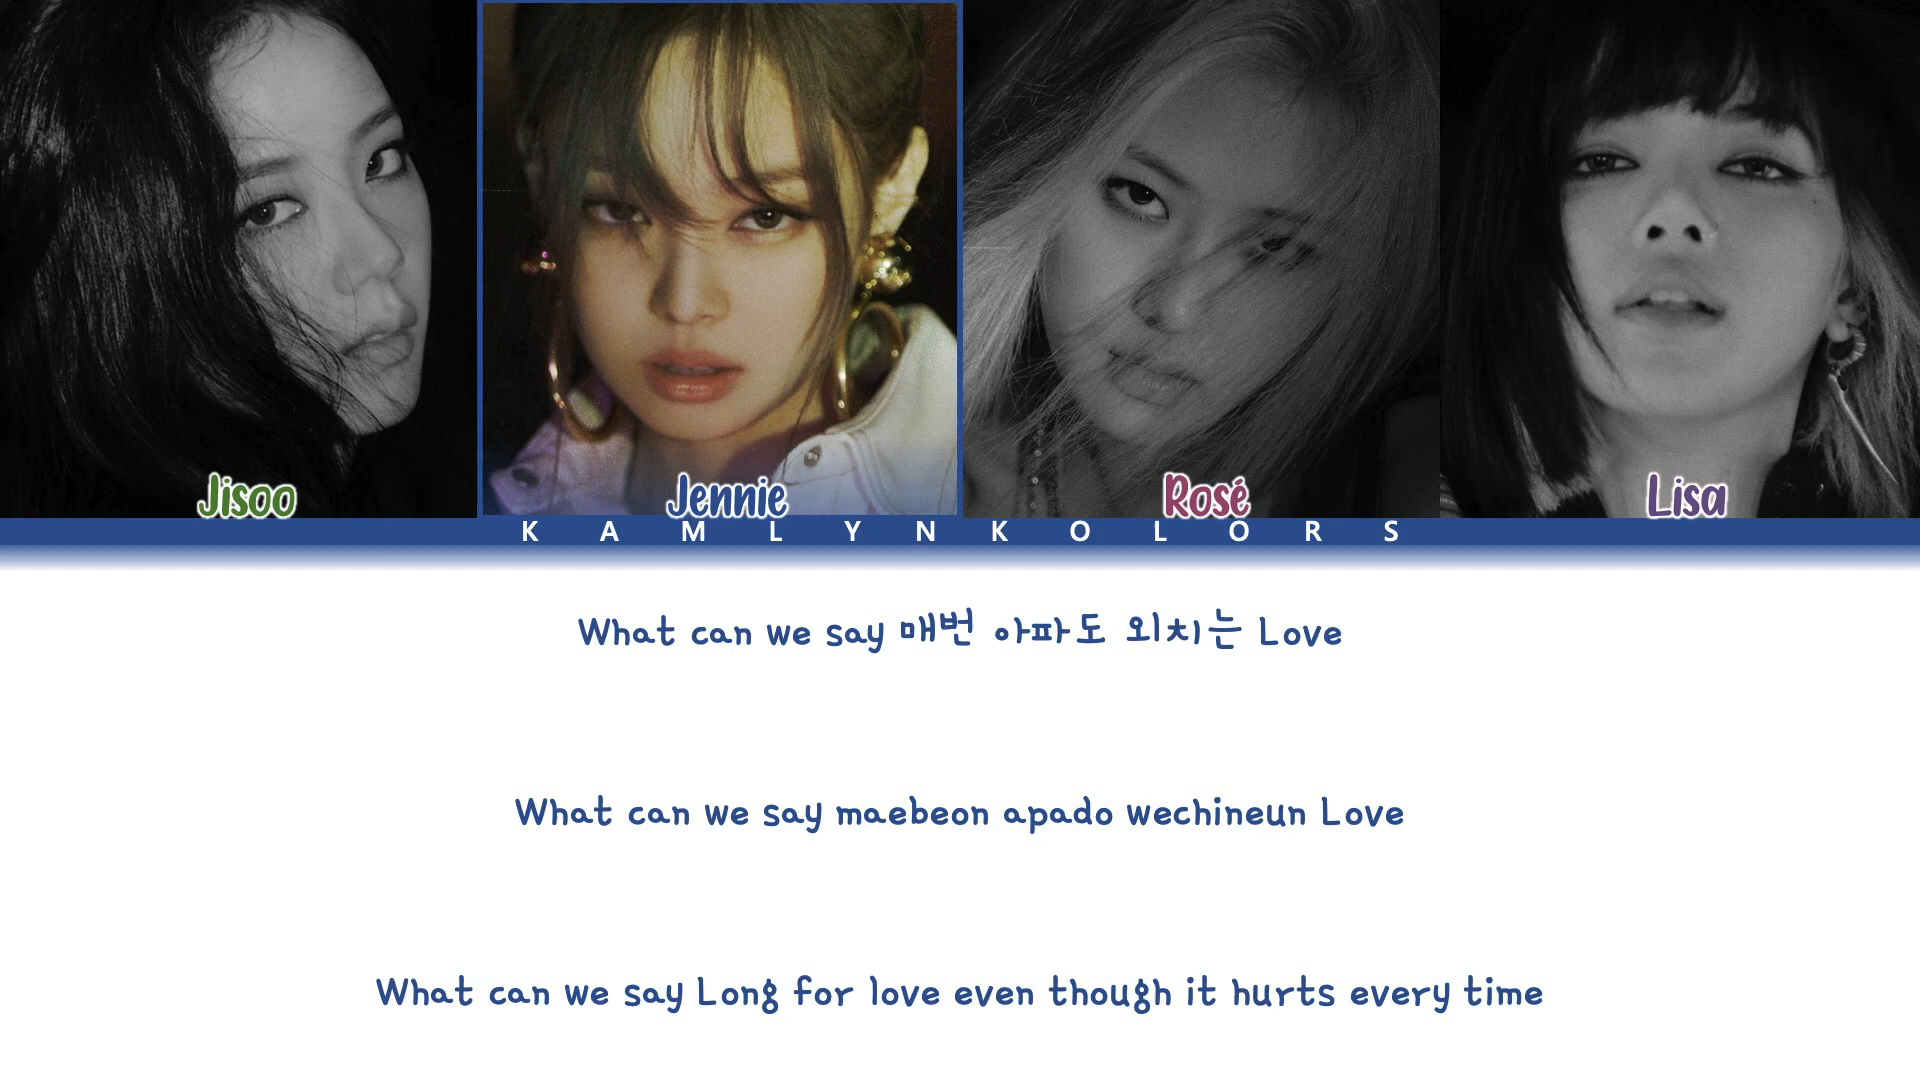 Jisoo
Jennie
Rosé
Lisa
KAMLYNKOLORS
What can we say 매번 아파도 외치는 Love
What can we say maebeon apado wechineun Love
What can we say Long for love even though it hurts every time